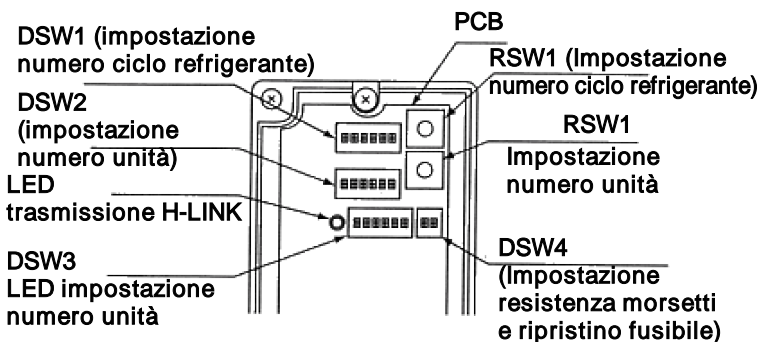 DSW1 (impostazione
numero ciclo refrigerante)
DSW2
(impostazione
numero unità)
LED
trasmissione H-LINK
DSW3
LED impostazione
numero unità
PCB
RSW1 (Impostazione
numero ciclo refrigerante)
RSW1
Impostazione
numero unità
DSW4
(Impostazione
resistenza morsetti
e ripristino fusibile)